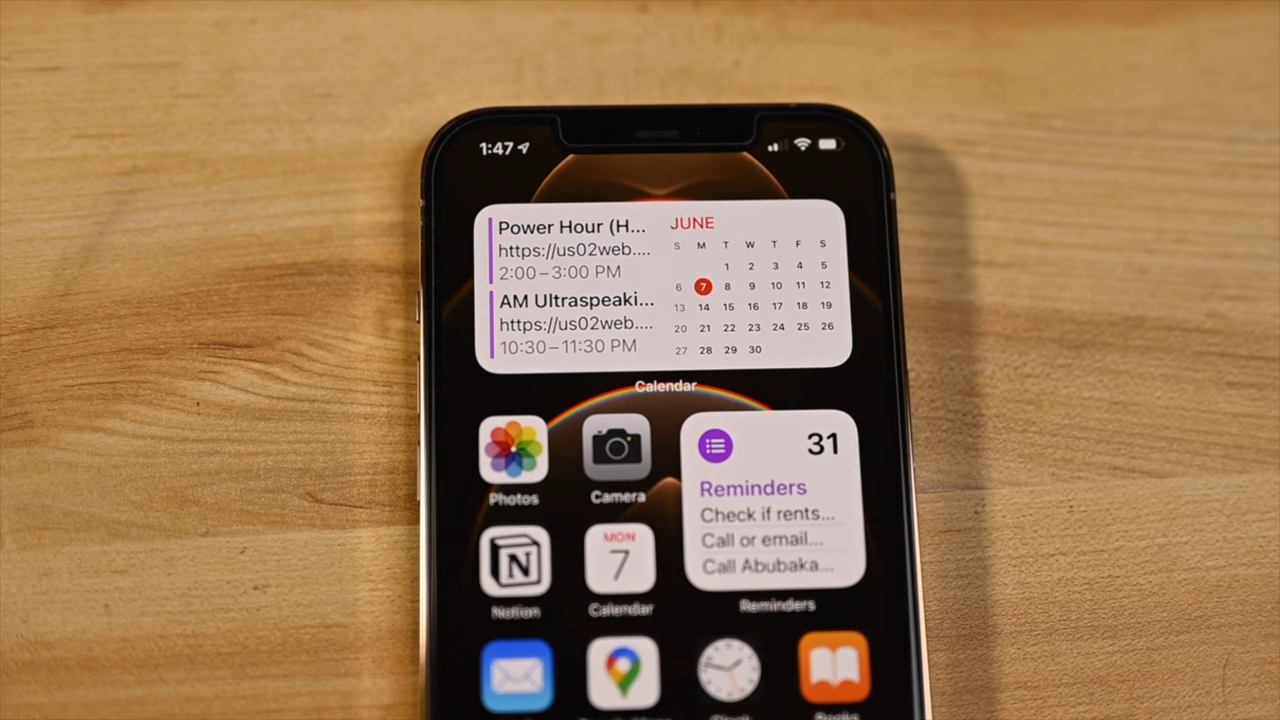 1:47
Power Hour (H...
https://us02web....
2:00–3:00 PM
AM Ultraspeaki...
https://us02web....
10:30–11:30 PM
JUNE
S M T W T F S
1 2 3 4 5
6 7 8 9 10 11 12
13 14 15 16 17 18 19
20 21 22 23 24 25 26
27 28 29 30
Calendar
Photos
Camera
31
Reminders
Check if rents...
Call or email...
Call Abubaka...
Reminders
N
Notion
MON
7
Calendar